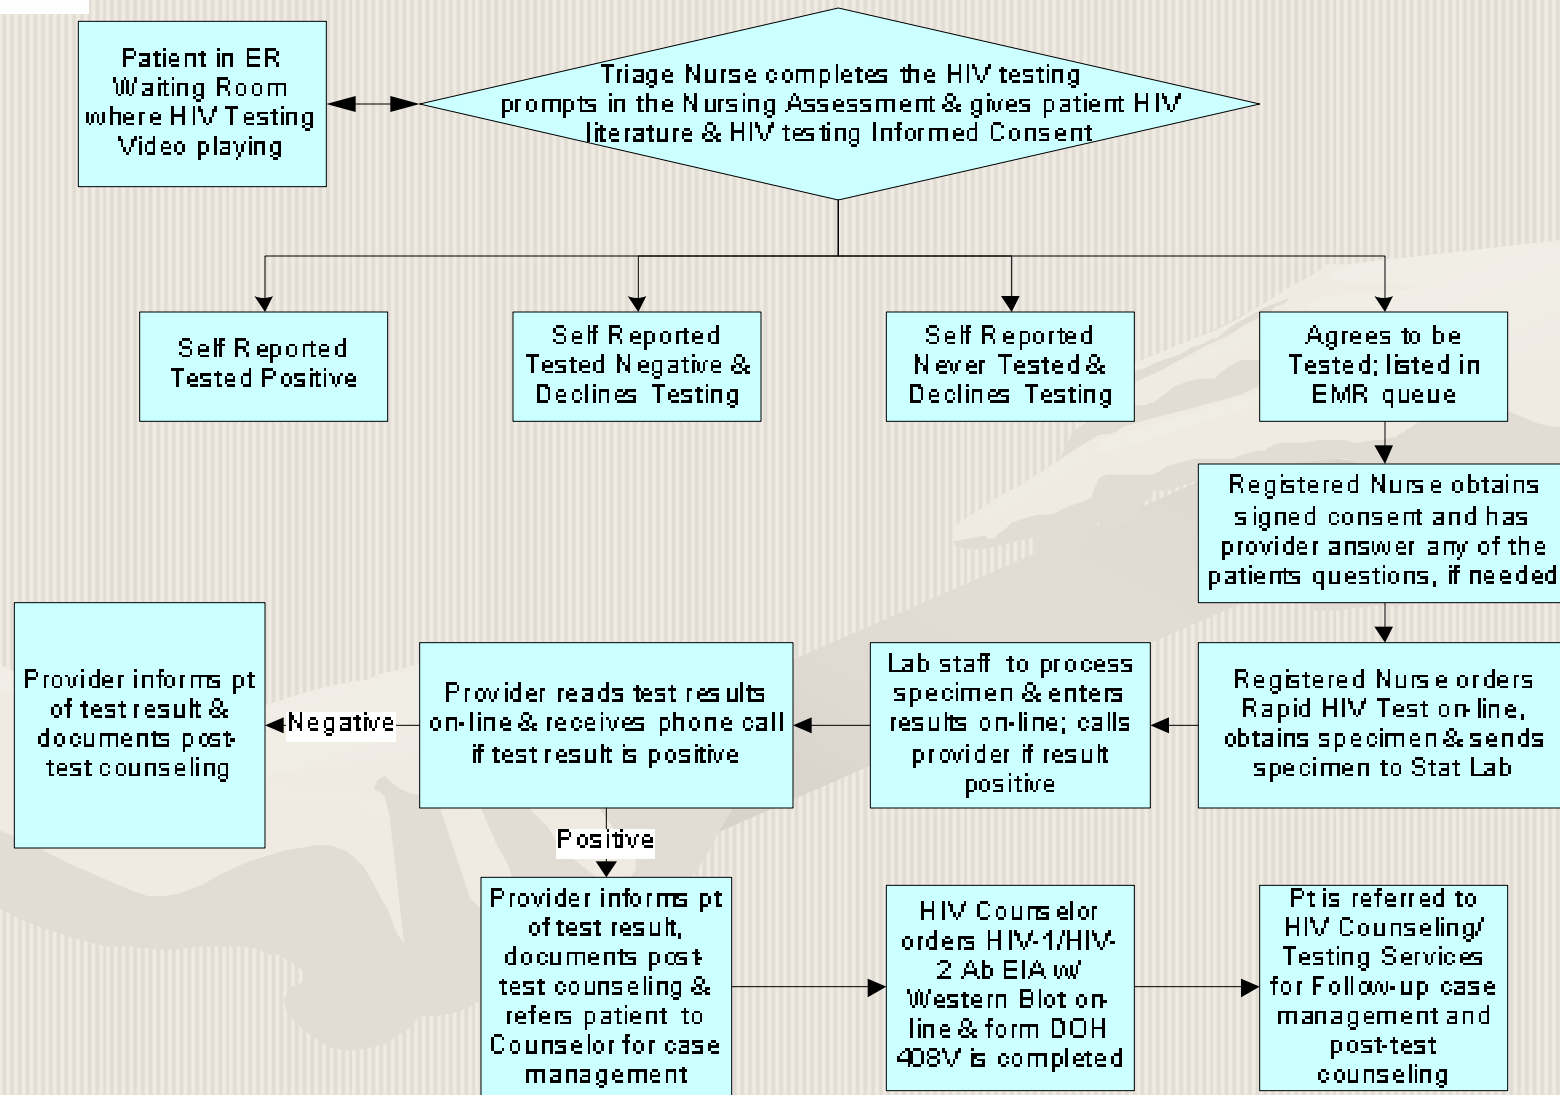 Patient in ER
Waiting Room
where HIV Testing
Video playing
Triage Nurse completes the HIV testing
prompts in the Nursing Assessment & gives patient HIV
literature & HIV testing Informed Consent
Self Reported
Tested Positive
Self Reported
Tested Negative &
Declines Testing
Self Reported
Never Tested &
Declines Testing
Agrees to be
Tested; listed in
EMR queue
Registered Nurse obtains
signed consent and has
provider answer any of the
patients questions, if needed
Registered Nurse orders
Rapid HIV Test on-line,
obtains specimen & sends
specimen to Stat Lab
Lab staff to process
specimen & enters
results on-line; calls
provider if result
positive
Provider reads test results
on-line & receives phone call
if test result is positive
Negative
Provider informs pt
of test result &
documents post-
test counseling
Positive
Provider informs pt
of test result,
documents post-
test counseling &
refers patient to
Counselor for case
management
HIV Counselor
orders HIV-1/HIV-
2 Ab EIA w/
Western Blot on-
line & form DOH
408V is completed
Pt is referred to
HIV Counseling/
Testing Services
for Follow-up case
management and
post-test
counseling